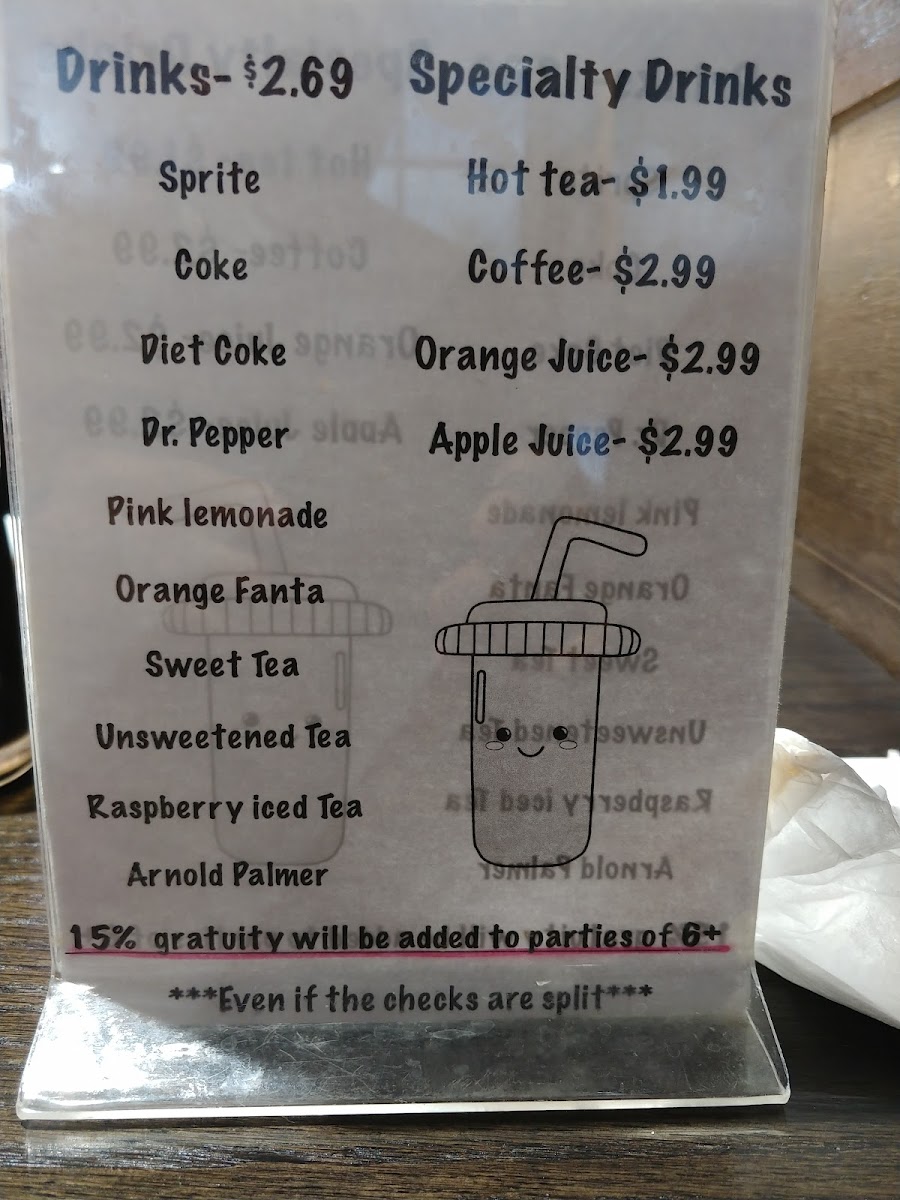 Drinks- $2.69
Sprite
Coke
Diet Coke
Dr. Pepper
Pink lemonade
Orange Fanta
Sweet Tea
Unsweetened Tea
Raspberry iced Tea
Arnold Palmer
Specialty Drinks
Hot tea- $1.99
Coffee- $2.99
Orange Juice- $2.99
Apple Juice- $2.99
15% gratuity will be added to parties of 6+
***Even if the checks are split***